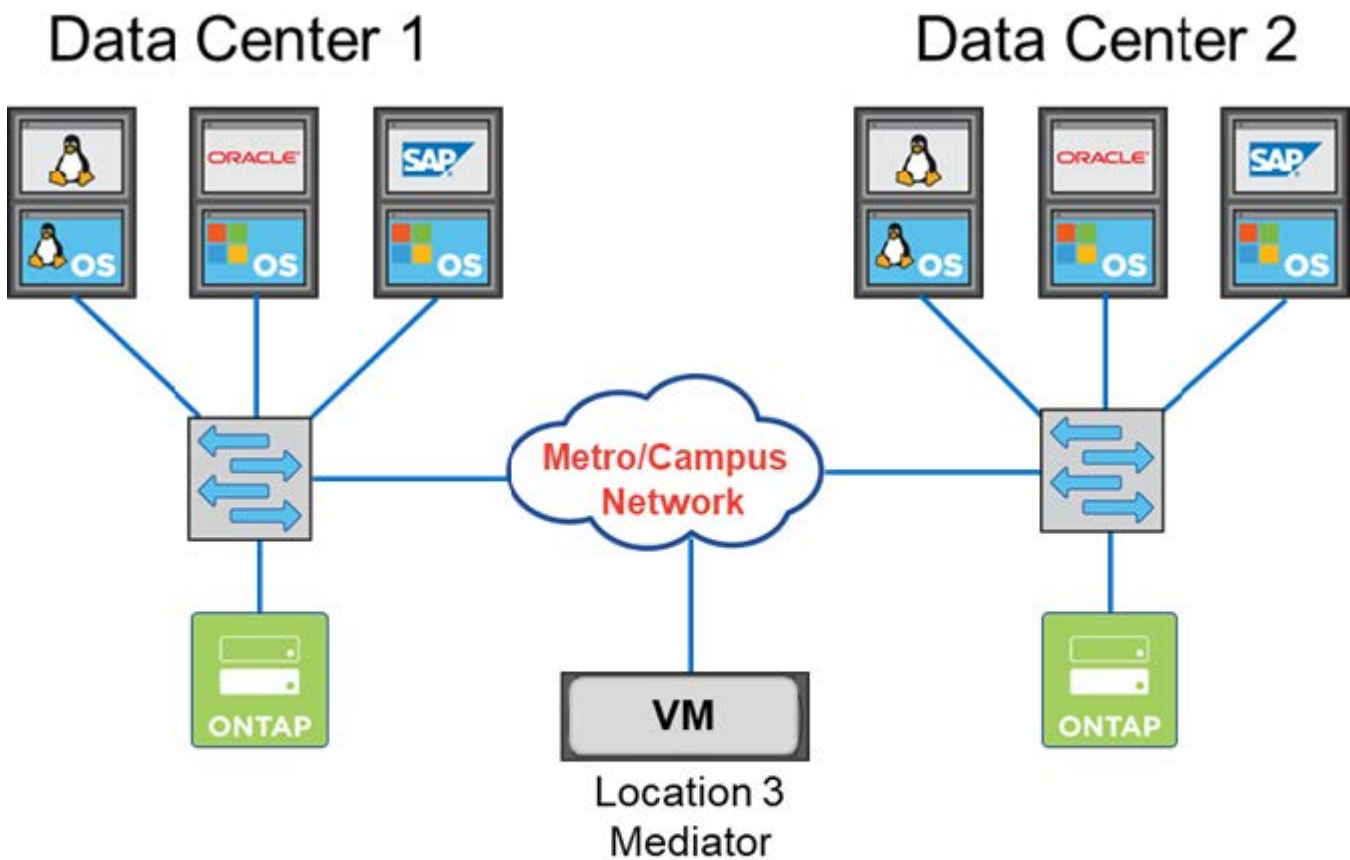 Data Center 1
Data Center 2
ORACLE
SAP
ORACLE
SAP
OS
OS
OS
OS
OS
OS
Metro/Campus
Network
ONTAP
VM
ONTAP
Location 3
Mediator